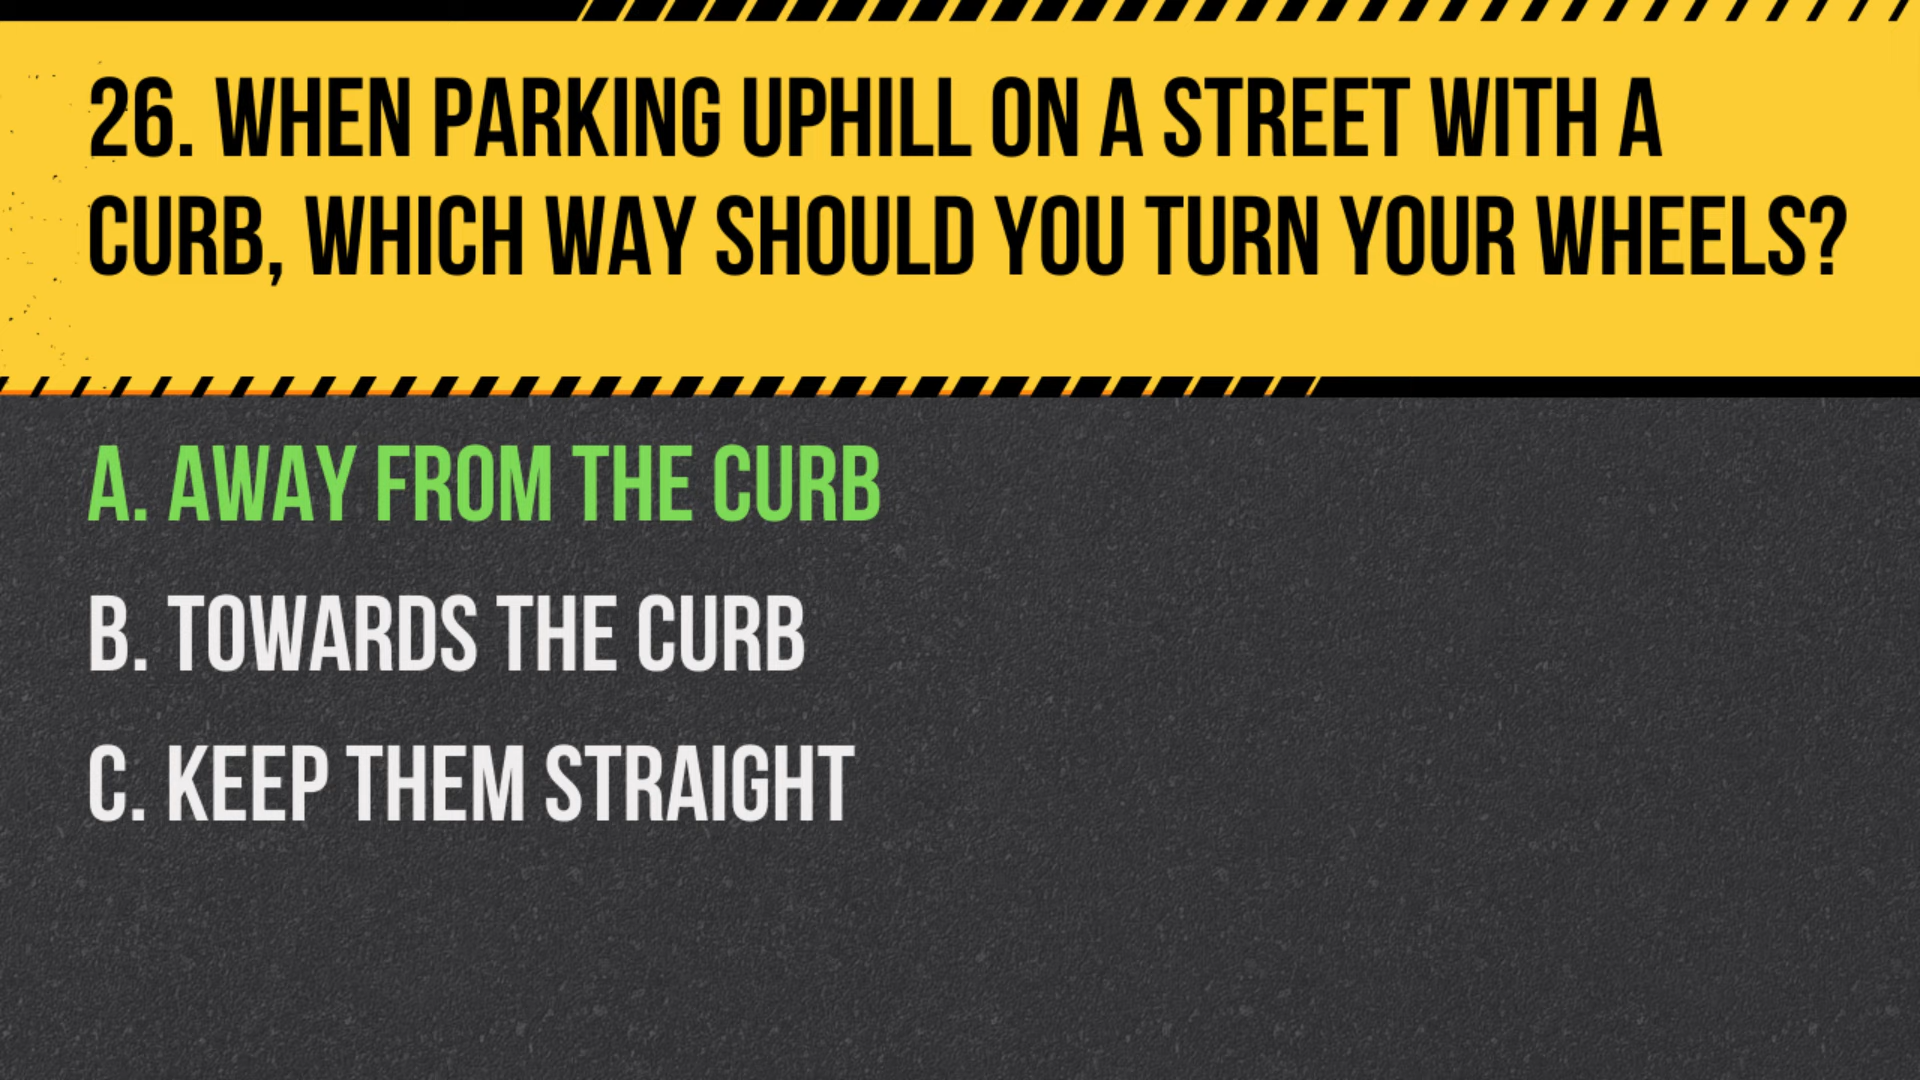 26. WHEN PARKING UPHILL ON A STREET WITH A
CURB, WHICH WAY SHOULD YOU TURN YOUR WHEELS?
A. AWAY FROM THE CURB
B. TOWARDS THE CURB
C. KEEP THEM STRAIGHT